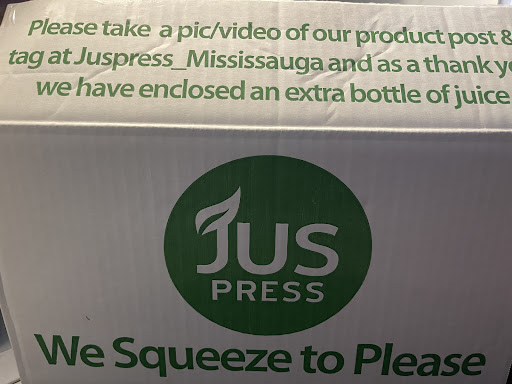 Please take a pic/video of our product post &
tag at Juspress_Mississauga and as a thank
we have enclosed an extra bottle of juice
JUS
PRESS
We Squeeze to Please